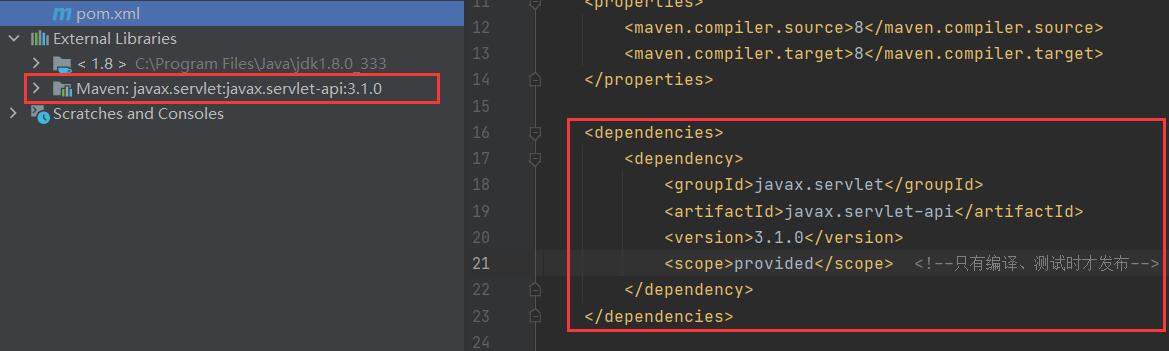 pom.xml
External Libraries
< 1.8 > C:\Program Files\Java\jdk1.8.0_333
Maven: javax.servlet:javax.servlet-api:3.1.0
Scratches and Consoles
11 <properties>
12 <maven.compiler.source>8</maven.compiler.source>
13 <maven.compiler.target>8</maven.compiler.target>
14 </properties>
15
16 <dependencies>
17 <dependency>
18 <groupId>javax.servlet</groupId>
19 <artifactId>javax.servlet-api</artifactId>
20 <version>3.1.0</version>
21 <scope>provided</scope> <!--只有编译、测试时才发布-->
22 </dependency>
23 </dependencies>
24